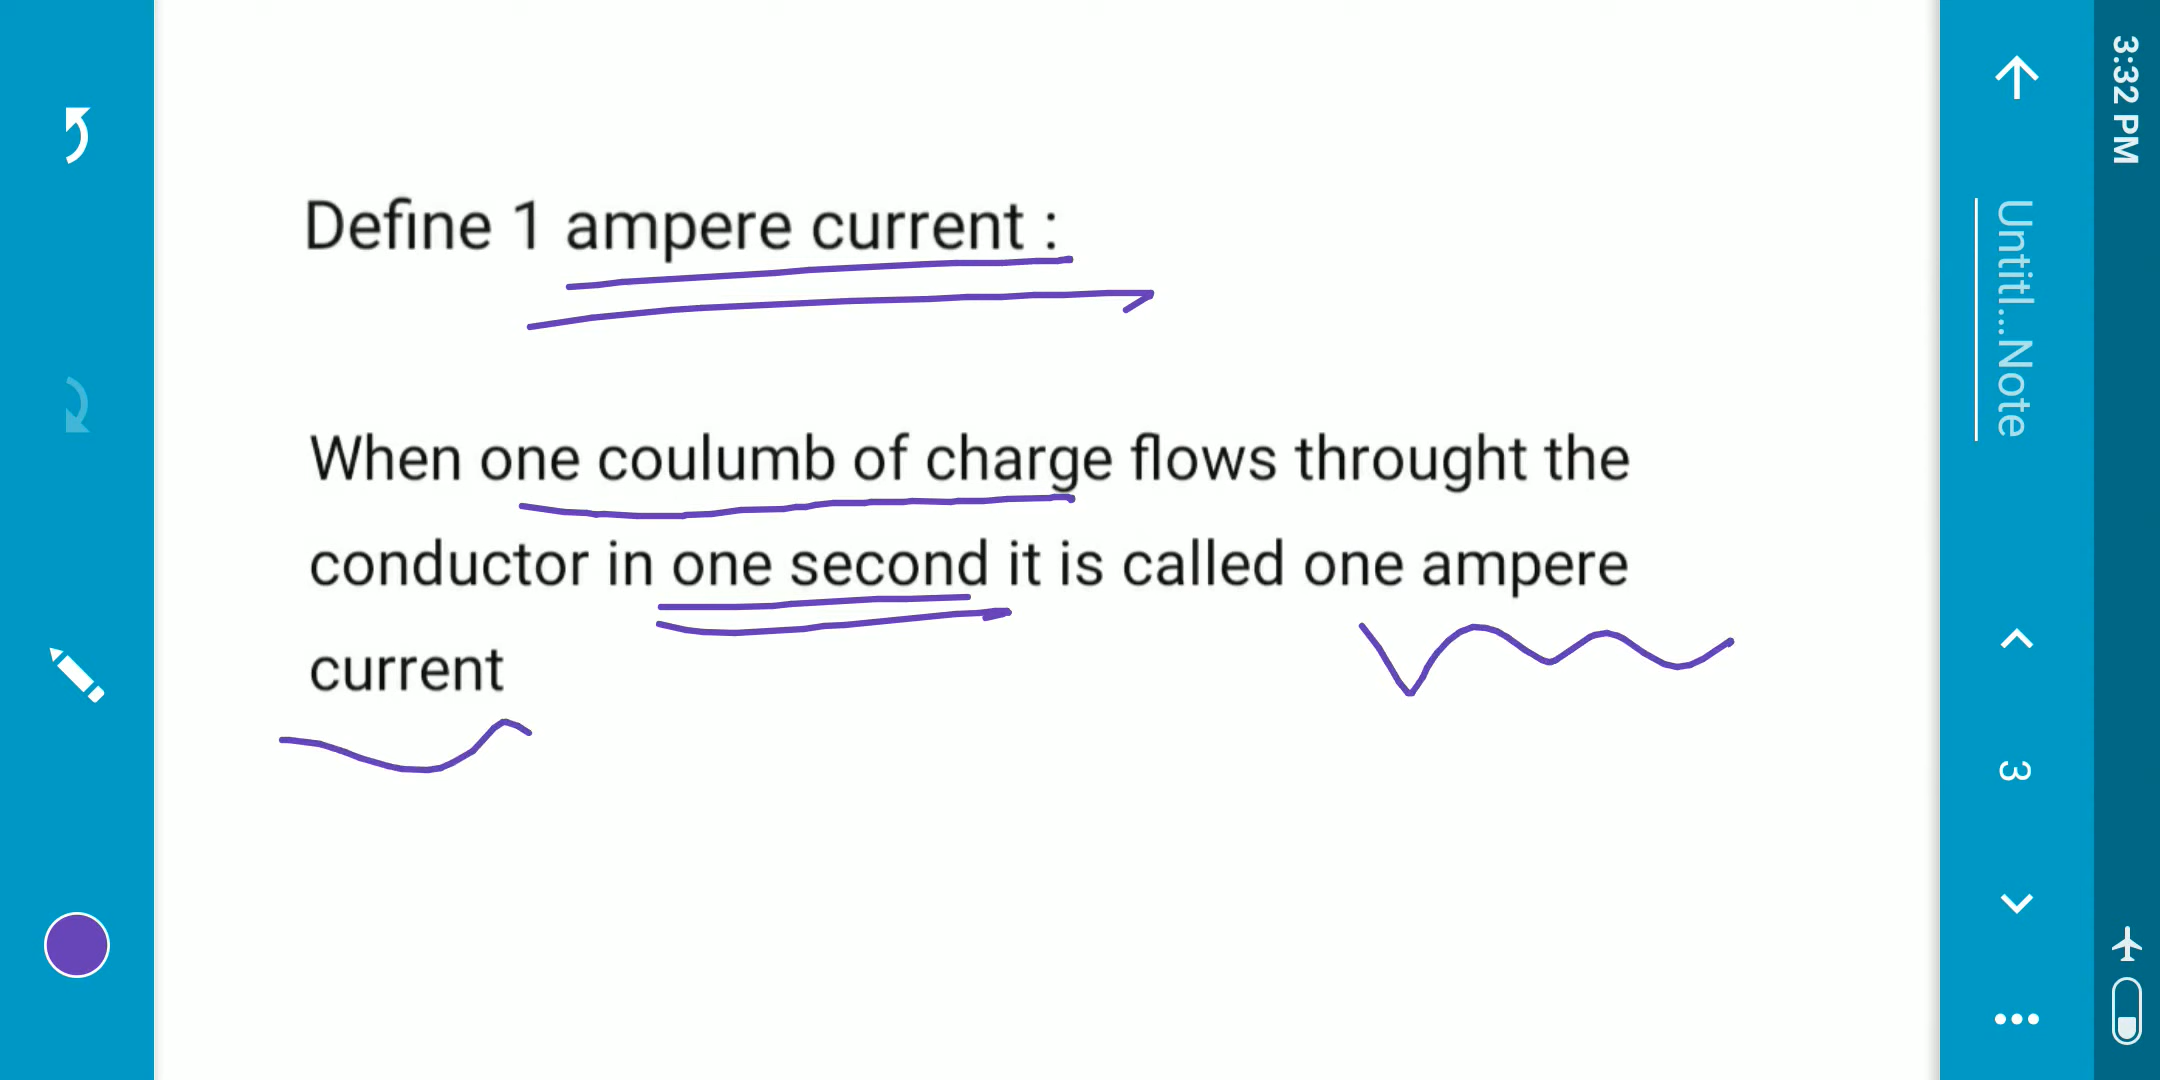 Define 1 ampere current :
When one coulumb of charge flows throught the
conductor in one second it is called one ampere
current
3:32 PM
Untitl...Note
3